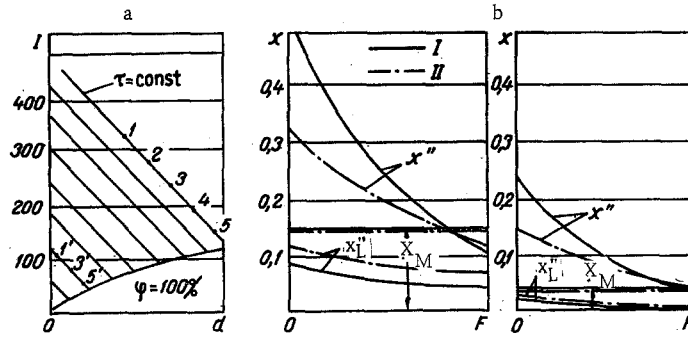 a
b
I
400
300
200
100
0
d
τ=const
1
2
3
4
5
1'
3'
5'
φ=100%
x
0,4
0,3
0,2
0,1
0
F
I
II
x"
x"L
XM
x
0,4
0,3
0,2
0,1
0
F
x"
x"L
XM